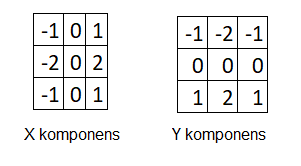 -1 0 1
-2 0 2
-1 0 1
X komponens
-1 -2 -1
0 0 0
1 2 1
Y komponens